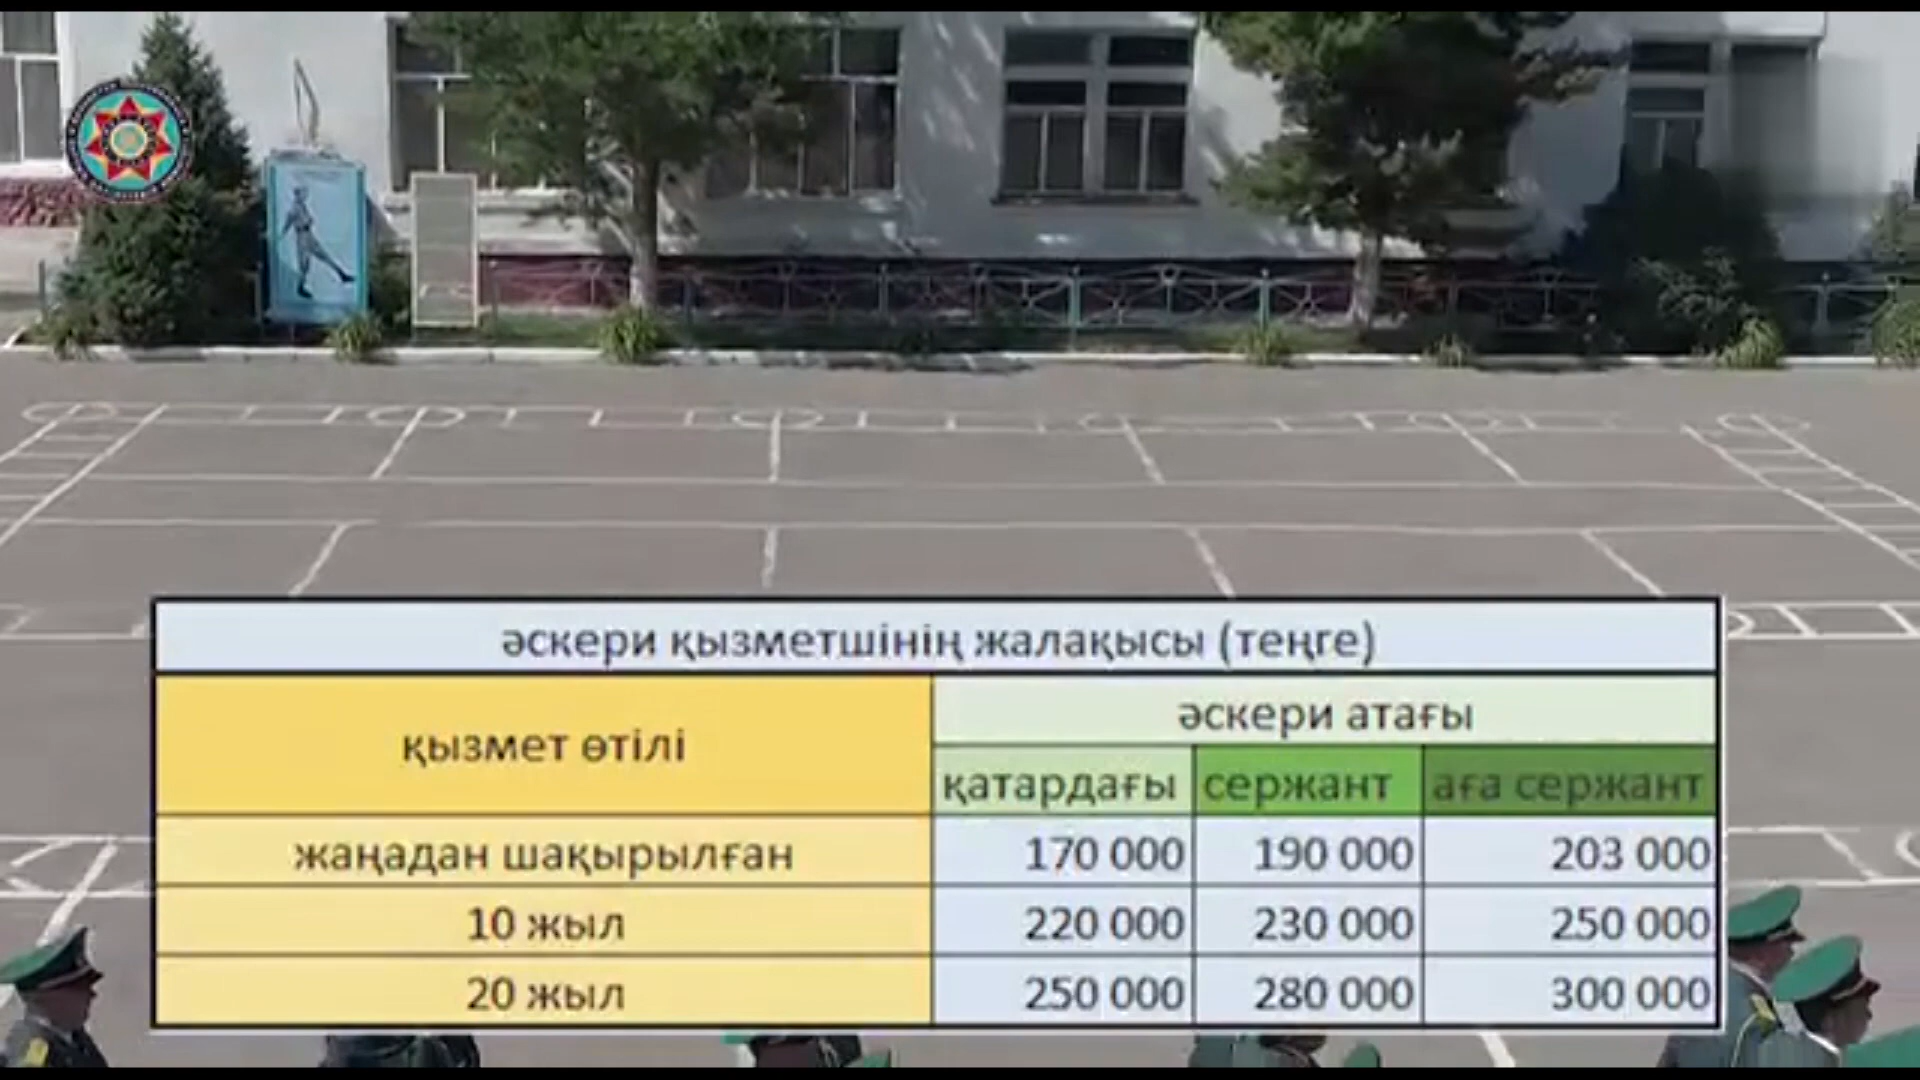 әскери қызметшінің жалақысы (теңге)
қызмет өтілі
әскери атағы
қатардағы сержант аға сержант
жаңадан шақырылған 170 000 190 000 203 000
10 жыл 220 000 230 000 250 000
20 жыл 250 000 280 000 300 000